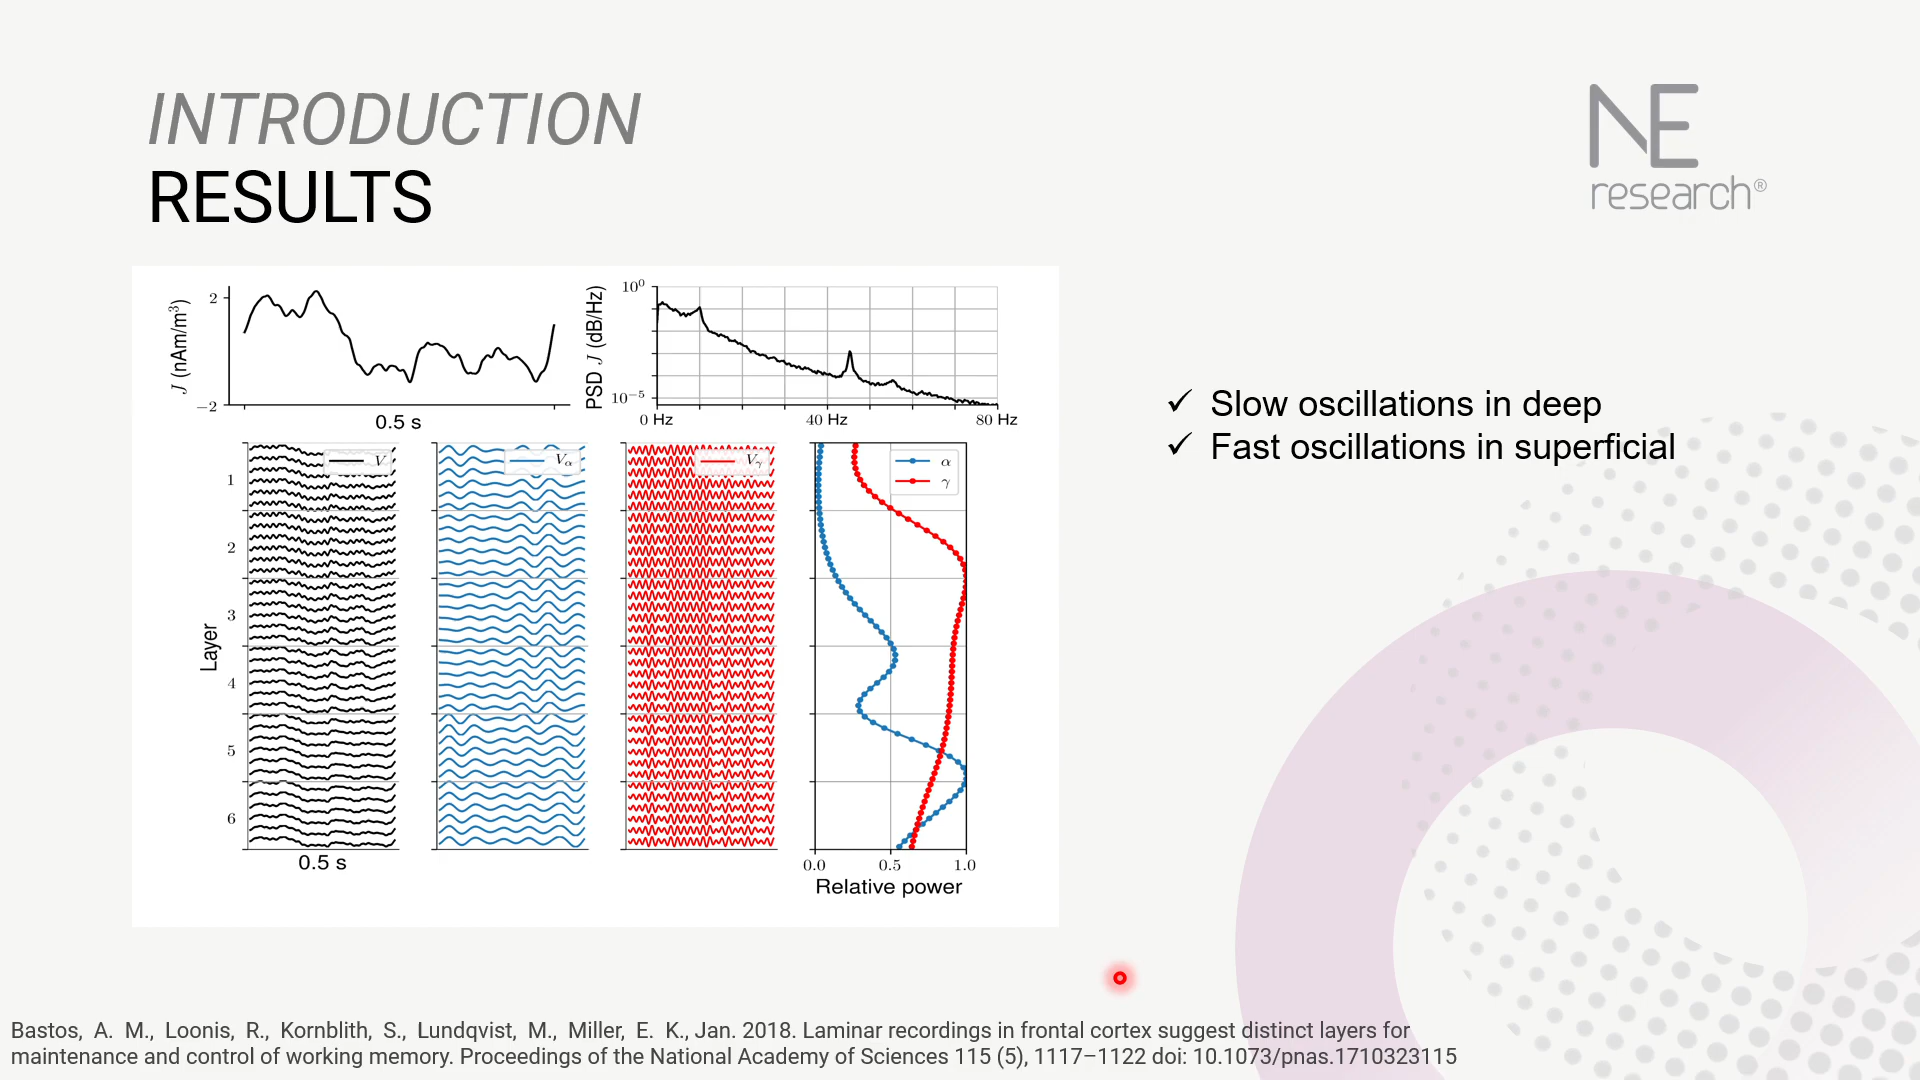 INTRODUCTION
RESULTS
NE
research®
J (nAm/m³)
2
−2
0.5 s
PSD J (dB/Hz)
10⁰
10⁻⁵
0 Hz
40 Hz
80 Hz
Slow oscillations in deep
Fast oscillations in superficial
Layer
1
2
3
4
5
6
V
Vα
Vγ
α
γ
0.5 s
0.0
0.5
1.0
Relative power
Bastos, A. M., Loonis, R., Kornblith, S., Lundqvist, M., Miller, E. K., Jan. 2018. Laminar recordings in frontal cortex suggest distinct layers for
maintenance and control of working memory. Proceedings of the National Academy of Sciences 115 (5), 1117–1122 doi: 10.1073/pnas.1710323115